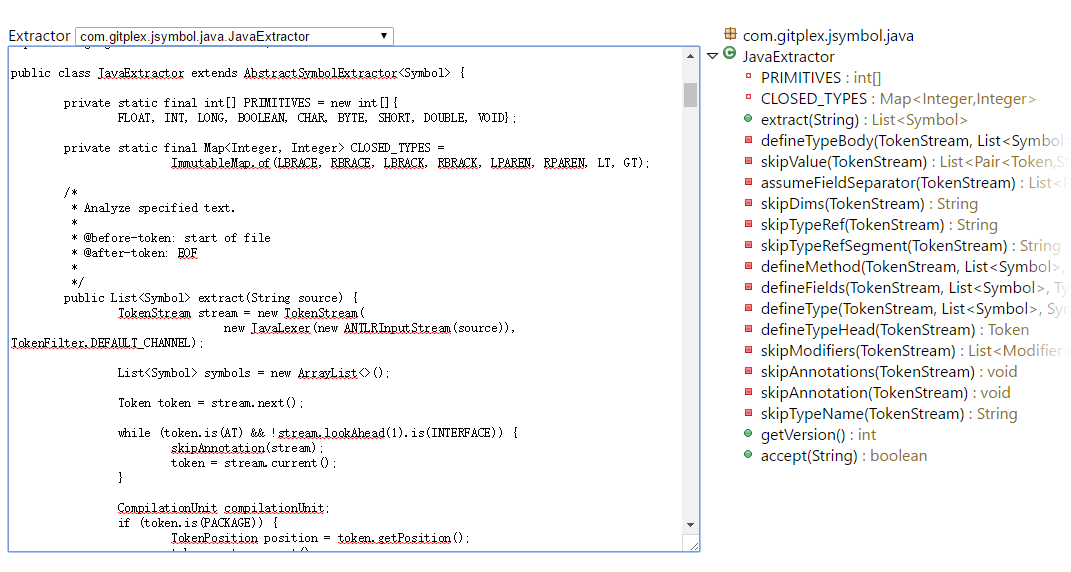 Extractor com.gitplex.jsymbol.java.JavaExtractor
public class JavaExtractor extends AbstractSymbolExtractor<Symbol> {
private static final int[] PRIMITIVES = new int[]{
FLOAT, INT, LONG, BOOLEAN, CHAR, BYTE, SHORT, DOUBLE, VOID};
private static final Map<Integer, Integer> CLOSED_TYPES =
ImmutableMap.of(LBRACE, RBRACE, LBRACK, RBRACK, LPAREN, RPAREN, LT, GT);
/*
* Analyze specified text.
*
* @before-token: start of file
* @after-token: EOF
*
*/
public List<Symbol> extract(String source) {
TokenStream stream = new TokenStream(
new JavaLexer(new ANTLRInputStream(source)),
TokenFilter.DEFAULT_CHANNEL);
List<Symbol> symbols = new ArrayList<>();
Token token = stream.next();
while (token.is(AT) && !stream.lookAhead(1).is(INTERFACE)) {
skipAnnotation(stream);
token = stream.current();
}
CompilationUnit compilationUnit;
if (token.is(PACKAGE)) {
TokenPosition position = token.getPosition();
com.gitplex.jsymbol.java
JavaExtractor
PRIMITIVES : int[]
CLOSED_TYPES : Map<Integer,Integer>
extract(String) : List<Symbol>
defineTypeBody(TokenStream, List<Symbol>
skipValue(TokenStream) : List<Pair<Token,St
assumeFieldSeparator(TokenStream) : List<P
skipDims(TokenStream) : String
skipTypeRef(TokenStream) : String
skipTypeRefSegment(TokenStream) : String
defineMethod(TokenStream, List<Symbol>,
defineFields(TokenStream, List<Symbol>, Ty
defineType(TokenStream, List<Symbol>, Sym
defineTypeHead(TokenStream) : Token
skipModifiers(TokenStream) : List<Modifier
skipAnnotations(TokenStream) : void
skipAnnotation(TokenStream) : void
skipTypeName(TokenStream) : String
getVersion() : int
accept(String) : boolean